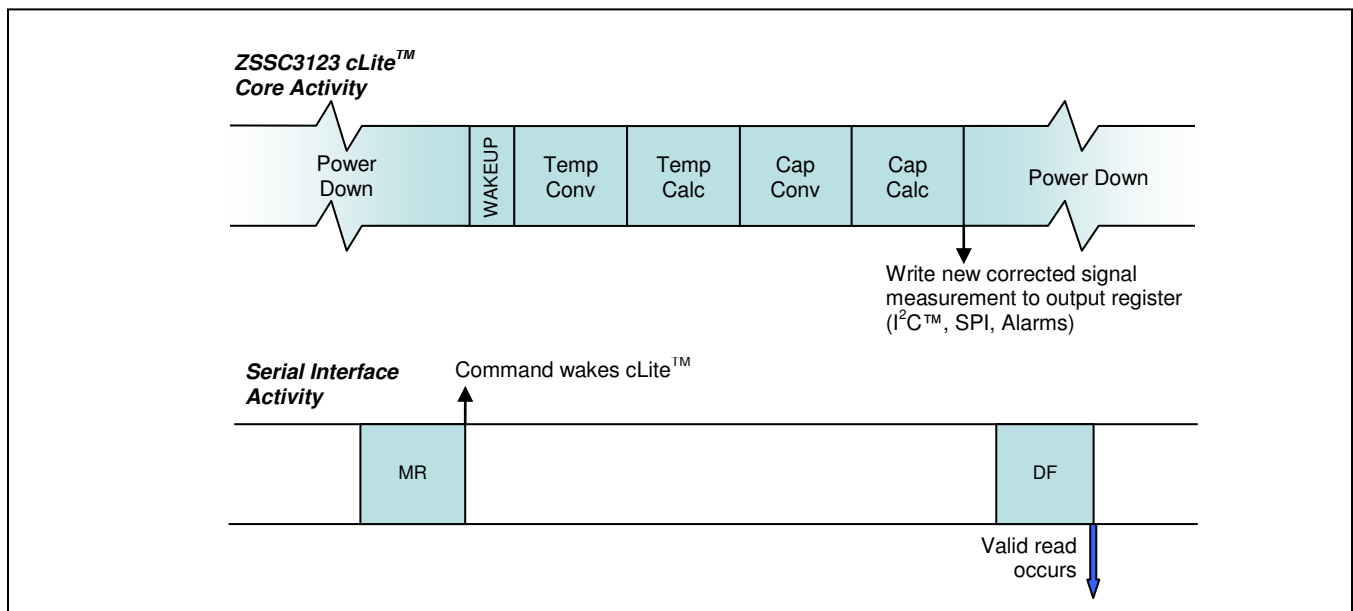 ZSSC3123 cLite™
Core Activity
Power
Down
WAKEUP
Temp
Conv
Temp
Calc
Cap
Conv
Cap
Calc
Power Down
Write new corrected signal
measurement to output register
(I²C™, SPI, Alarms)
Serial Interface
Activity
Command wakes cLite™
MR
DF
Valid read
occurs